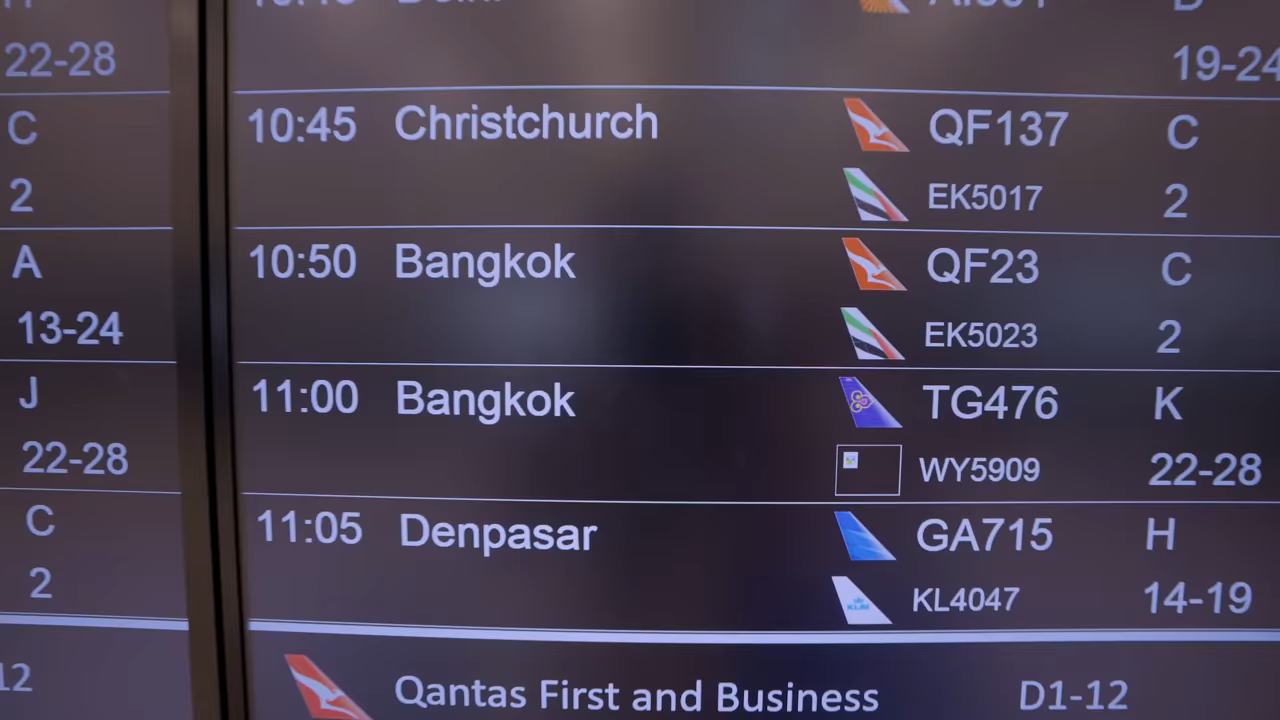 22-28
C
2
A
13-24
J
22-28
C
2
12
19-24
10:45 Christchurch QF137 C
EK5017 2
10:50 Bangkok QF23 C
EK5023 2
11:00 Bangkok TG476 K
WY5909 22-28
11:05 Denpasar GA715 H
KLM KL4047 14-19
Qantas First and Business D1-12